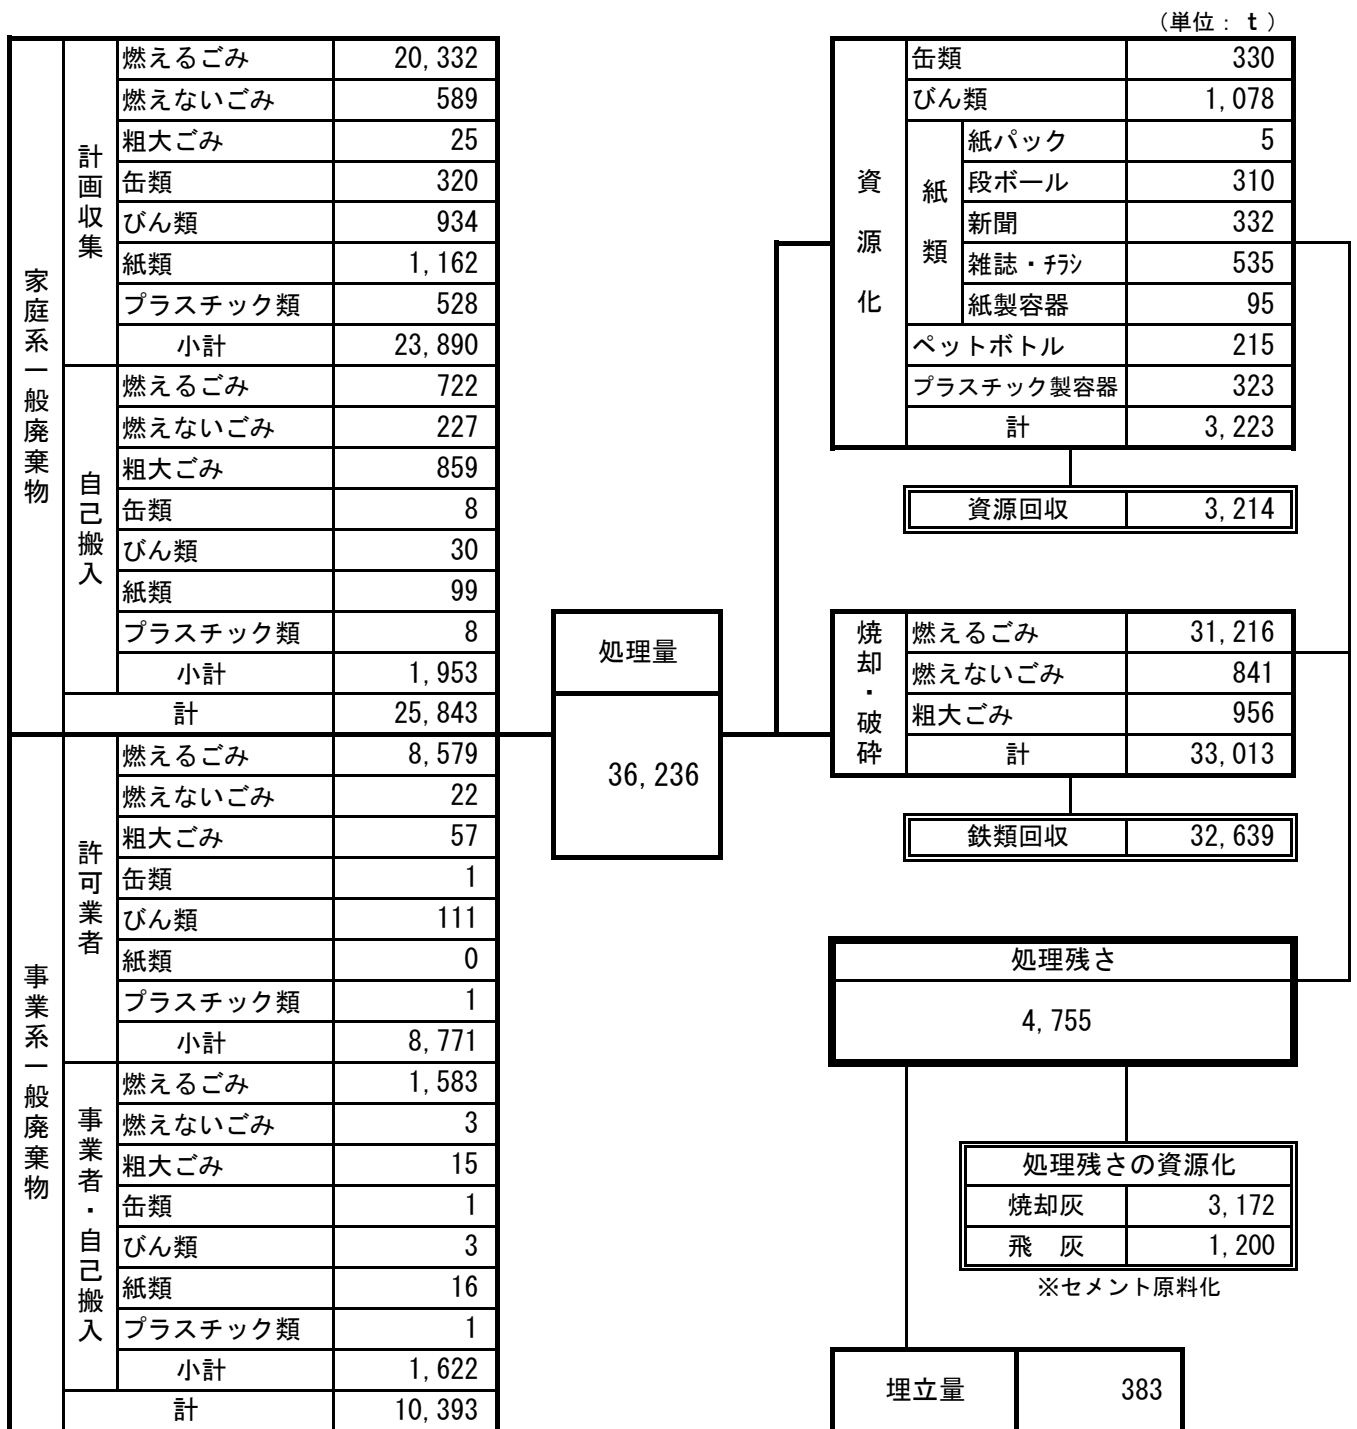 （単位： t ）
家庭系一般廃棄物
計画収集
燃えるごみ 20,332
燃えないごみ 589
粗大ごみ 25
缶類 320
びん類 934
紙類 1,162
プラスチック類 528
小計 23,890
自己搬入
燃えるごみ 722
燃えないごみ 227
粗大ごみ 859
缶類 8
びん類 30
紙類 99
プラスチック類 8
小計 1,953
計 25,843
事業系一般廃棄物
許可業者
燃えるごみ 8,579
燃えないごみ 22
粗大ごみ 57
缶類 1
びん類 111
紙類 0
プラスチック類 1
小計 8,771
事業者・自己搬入
燃えるごみ 1,583
燃えないごみ 3
粗大ごみ 15
缶類 1
びん類 3
紙類 16
プラスチック類 1
小計 1,622
計 10,393
処理量
36,236
資源化
缶類 330
びん類 1,078
紙類
紙パック 5
段ボール 310
新聞 332
雑誌・ﾁﾗｼ 535
紙製容器 95
ペットボトル 215
プラスチック製容器 323
計 3,223
資源回収 3,214
焼却・破砕
燃えるごみ 31,216
燃えないごみ 841
粗大ごみ 956
計 33,013
鉄類回収 32,639
処理残さ
4,755
処理残さの資源化
焼却灰 3,172
飛　灰 1,200
※セメント原料化
埋立量 383